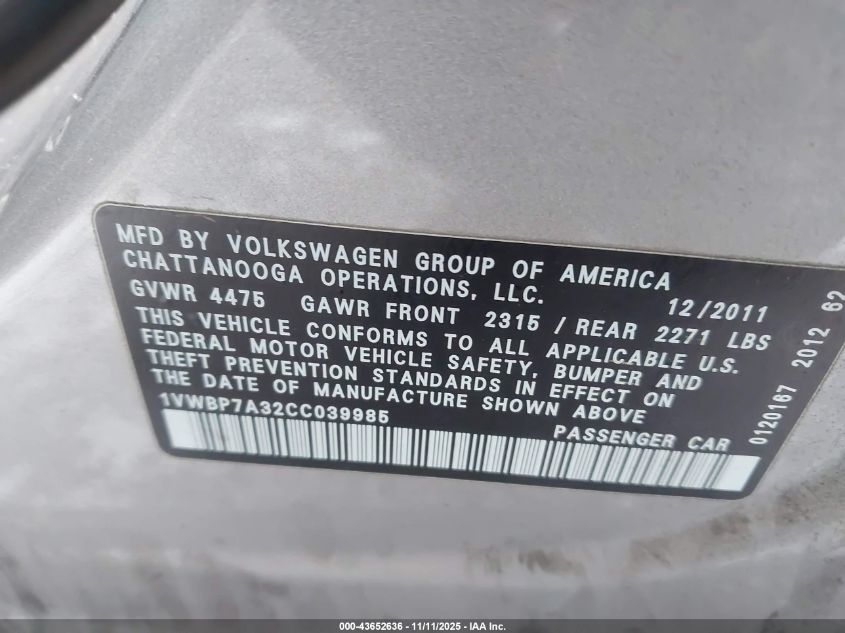 MFD BY VOLKSWAGEN GROUP OF AMERICA
CHATTANOOGA OPERATIONS, LLC.
12/2011
GVWR 4475 GAWR FRONT 2315 / REAR 2271 LBS
THIS VEHICLE CONFORMS TO ALL APPLICABLE U.S.
FEDERAL MOTOR VEHICLE SAFETY, BUMPER AND
THEFT PREVENTION STANDARDS IN EFFECT ON
THE DATE OF MANUFACTURE SHOWN ABOVE
1VWBP7A32CC039985
PASSENGER CAR
0120167 2012 62
000-43652636 - 11/11/2025 - IAA Inc.